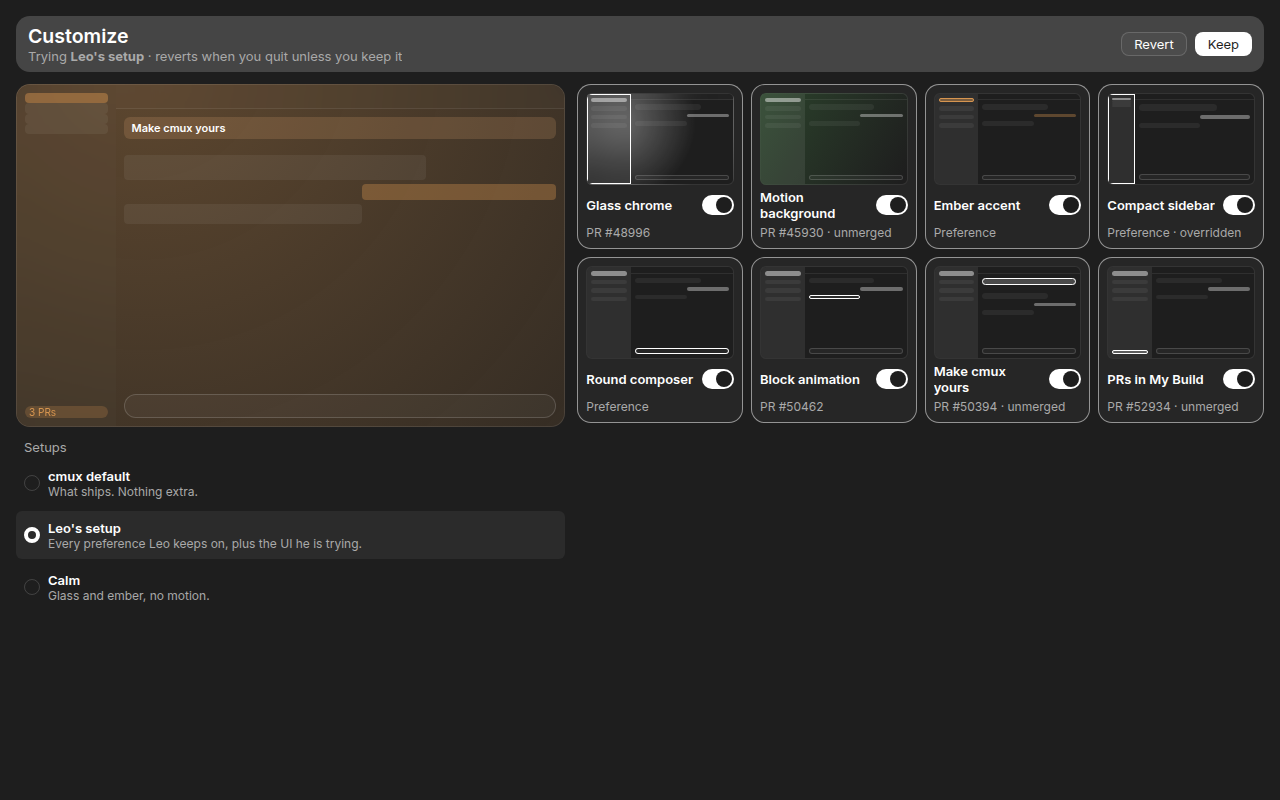 Customize
Trying Leo's setup · reverts when you quit unless you keep it
Revert
Keep
Make cmux yours
3 PRs
Glass chrome
PR #48996
Motion
background
PR #45930 · unmerged
Ember accent
Preference
Compact sidebar
Preference · overridden
Round composer
Preference
Block animation
PR #50462
Make cmux
yours
PR #50394 · unmerged
PRs in My Build
PR #52934 · unmerged
Setups
cmux default
What ships. Nothing extra.
Leo's setup
Every preference Leo keeps on, plus the UI he is trying.
Calm
Glass and ember, no motion.